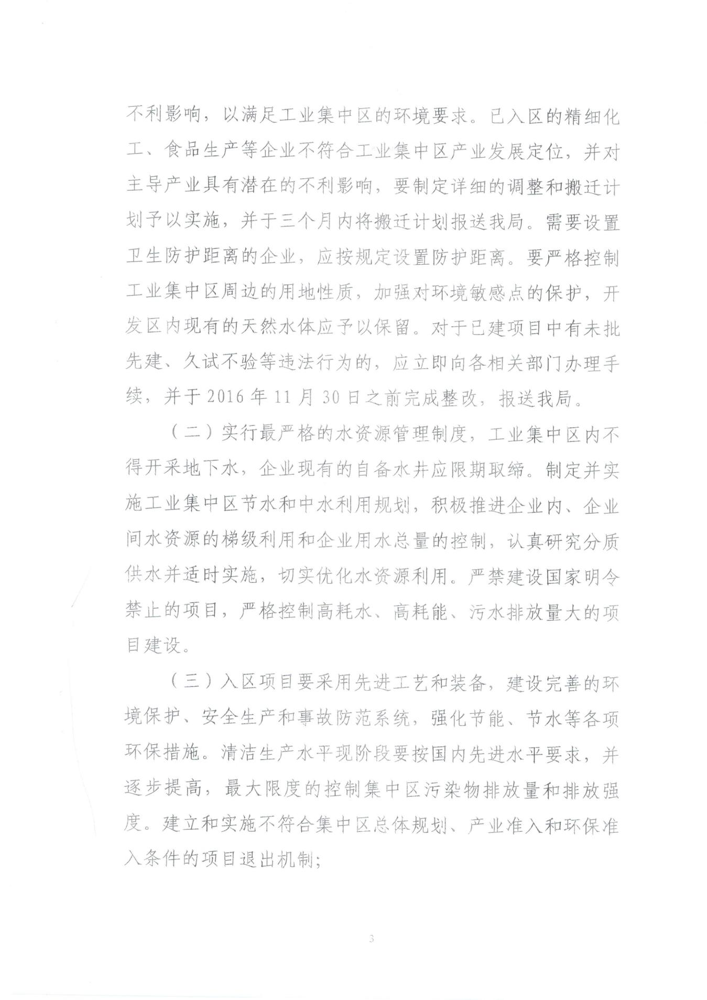 不利影响，以满足工业集中区的环境要求。已入区的精细化
工、食品生产等企业不符合工业集中区产业发展定位，并对
主导产业具有潜在的不利影响，要制定详细的调整和搬迁计
划予以实施，并于三个月内将搬迁计划报送我局。需要设置
卫生防护距离的企业，应按规定设置防护距离。要严格控制
工业集中区周边的用地性质，加强对环境敏感点的保护，开
发区内现有的天然水体应予以保留。对于已建项目中有未批
先建、久试不验等违法行为的，应立即向各相关部门办理手
续，并于 2016 年 11 月 30 日之前完成整改，报送我局。
（二）实行最严格的水资源管理制度，工业集中区内不
得开采地下水，企业现有的自备水井应限期取缔。制定并实
施工业集中区节水和中水利用规划，积极推进企业内、企业
间水资源的梯级利用和企业用水总量的控制，认真研究分质
供水并适时实施，切实优化水资源利用。严禁建设国家明令
禁止的项目，严格控制高耗水、高耗能、污水排放量大的项
目建设。
（三）入区项目要采用先进工艺和装备，建设完善的环
境保护、安全生产和事故防范系统，强化节能、节水等各项
环保措施。清洁生产水平现阶段要按国内先进水平要求，并
逐步提高，最大限度的控制集中区污染物排放量和排放强
度。建立和实施不符合集中区总体规划、产业准入和环保准
入条件的项目退出机制；
3